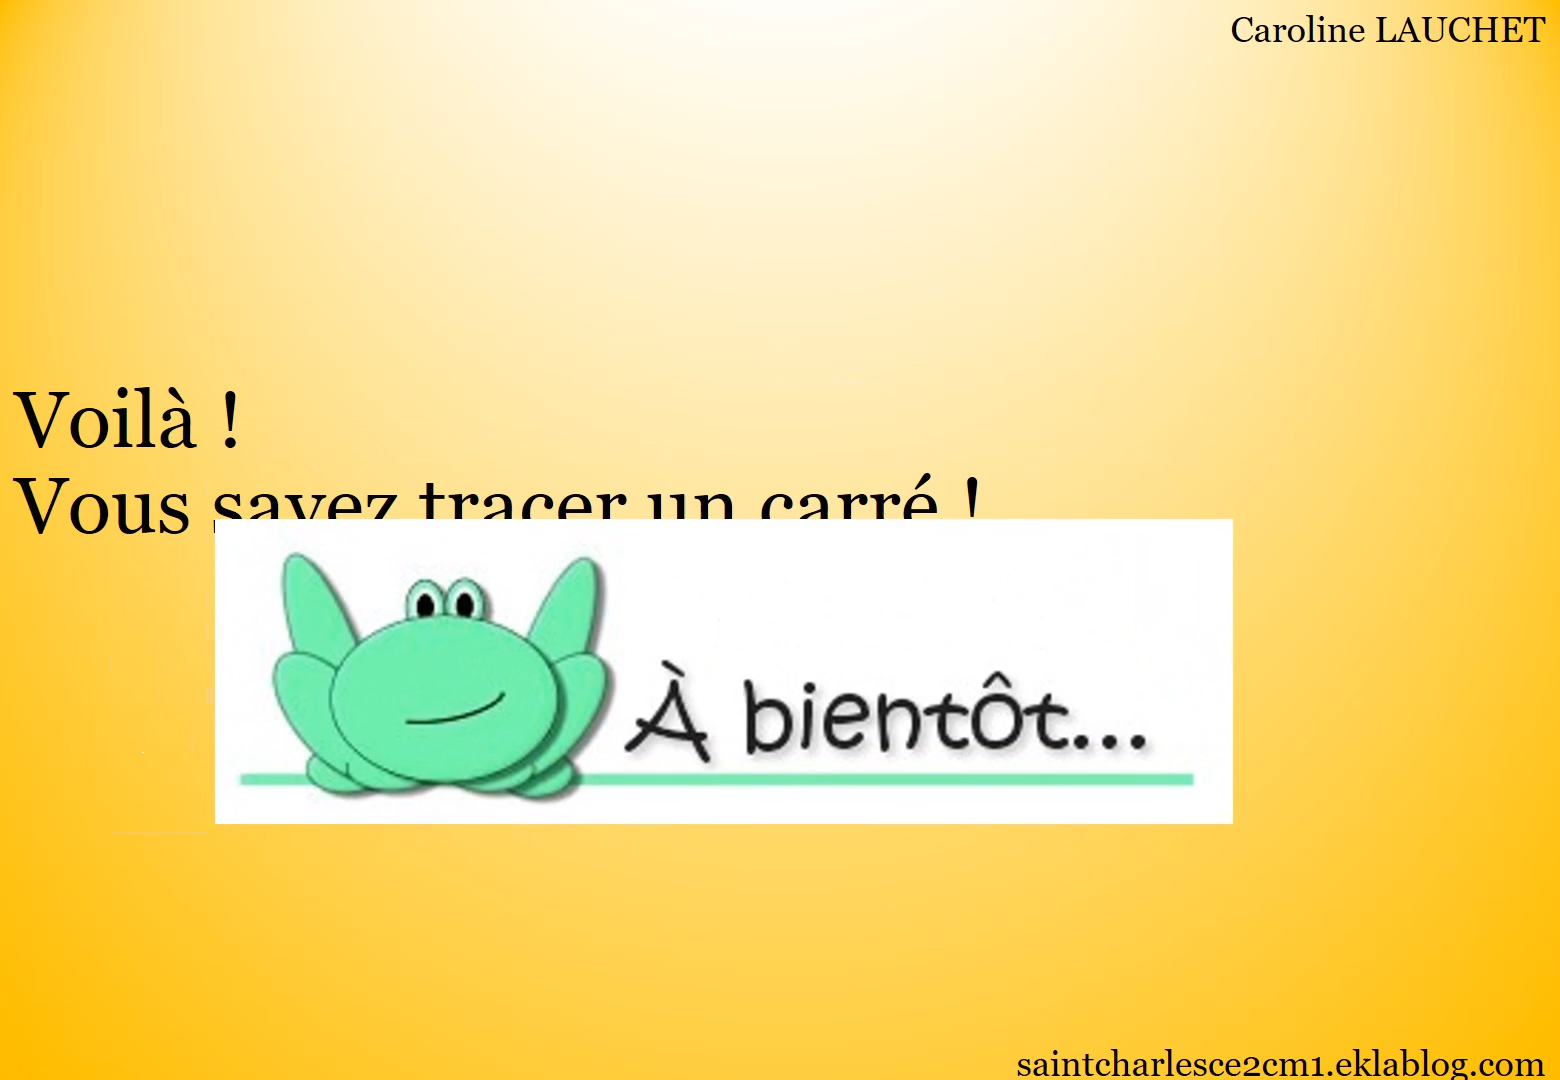 Caroline LAUCHET
Voilà !
Vous savez tracer un carré !
À bientôt...
saintcharlesce2cm1.eklablog.com